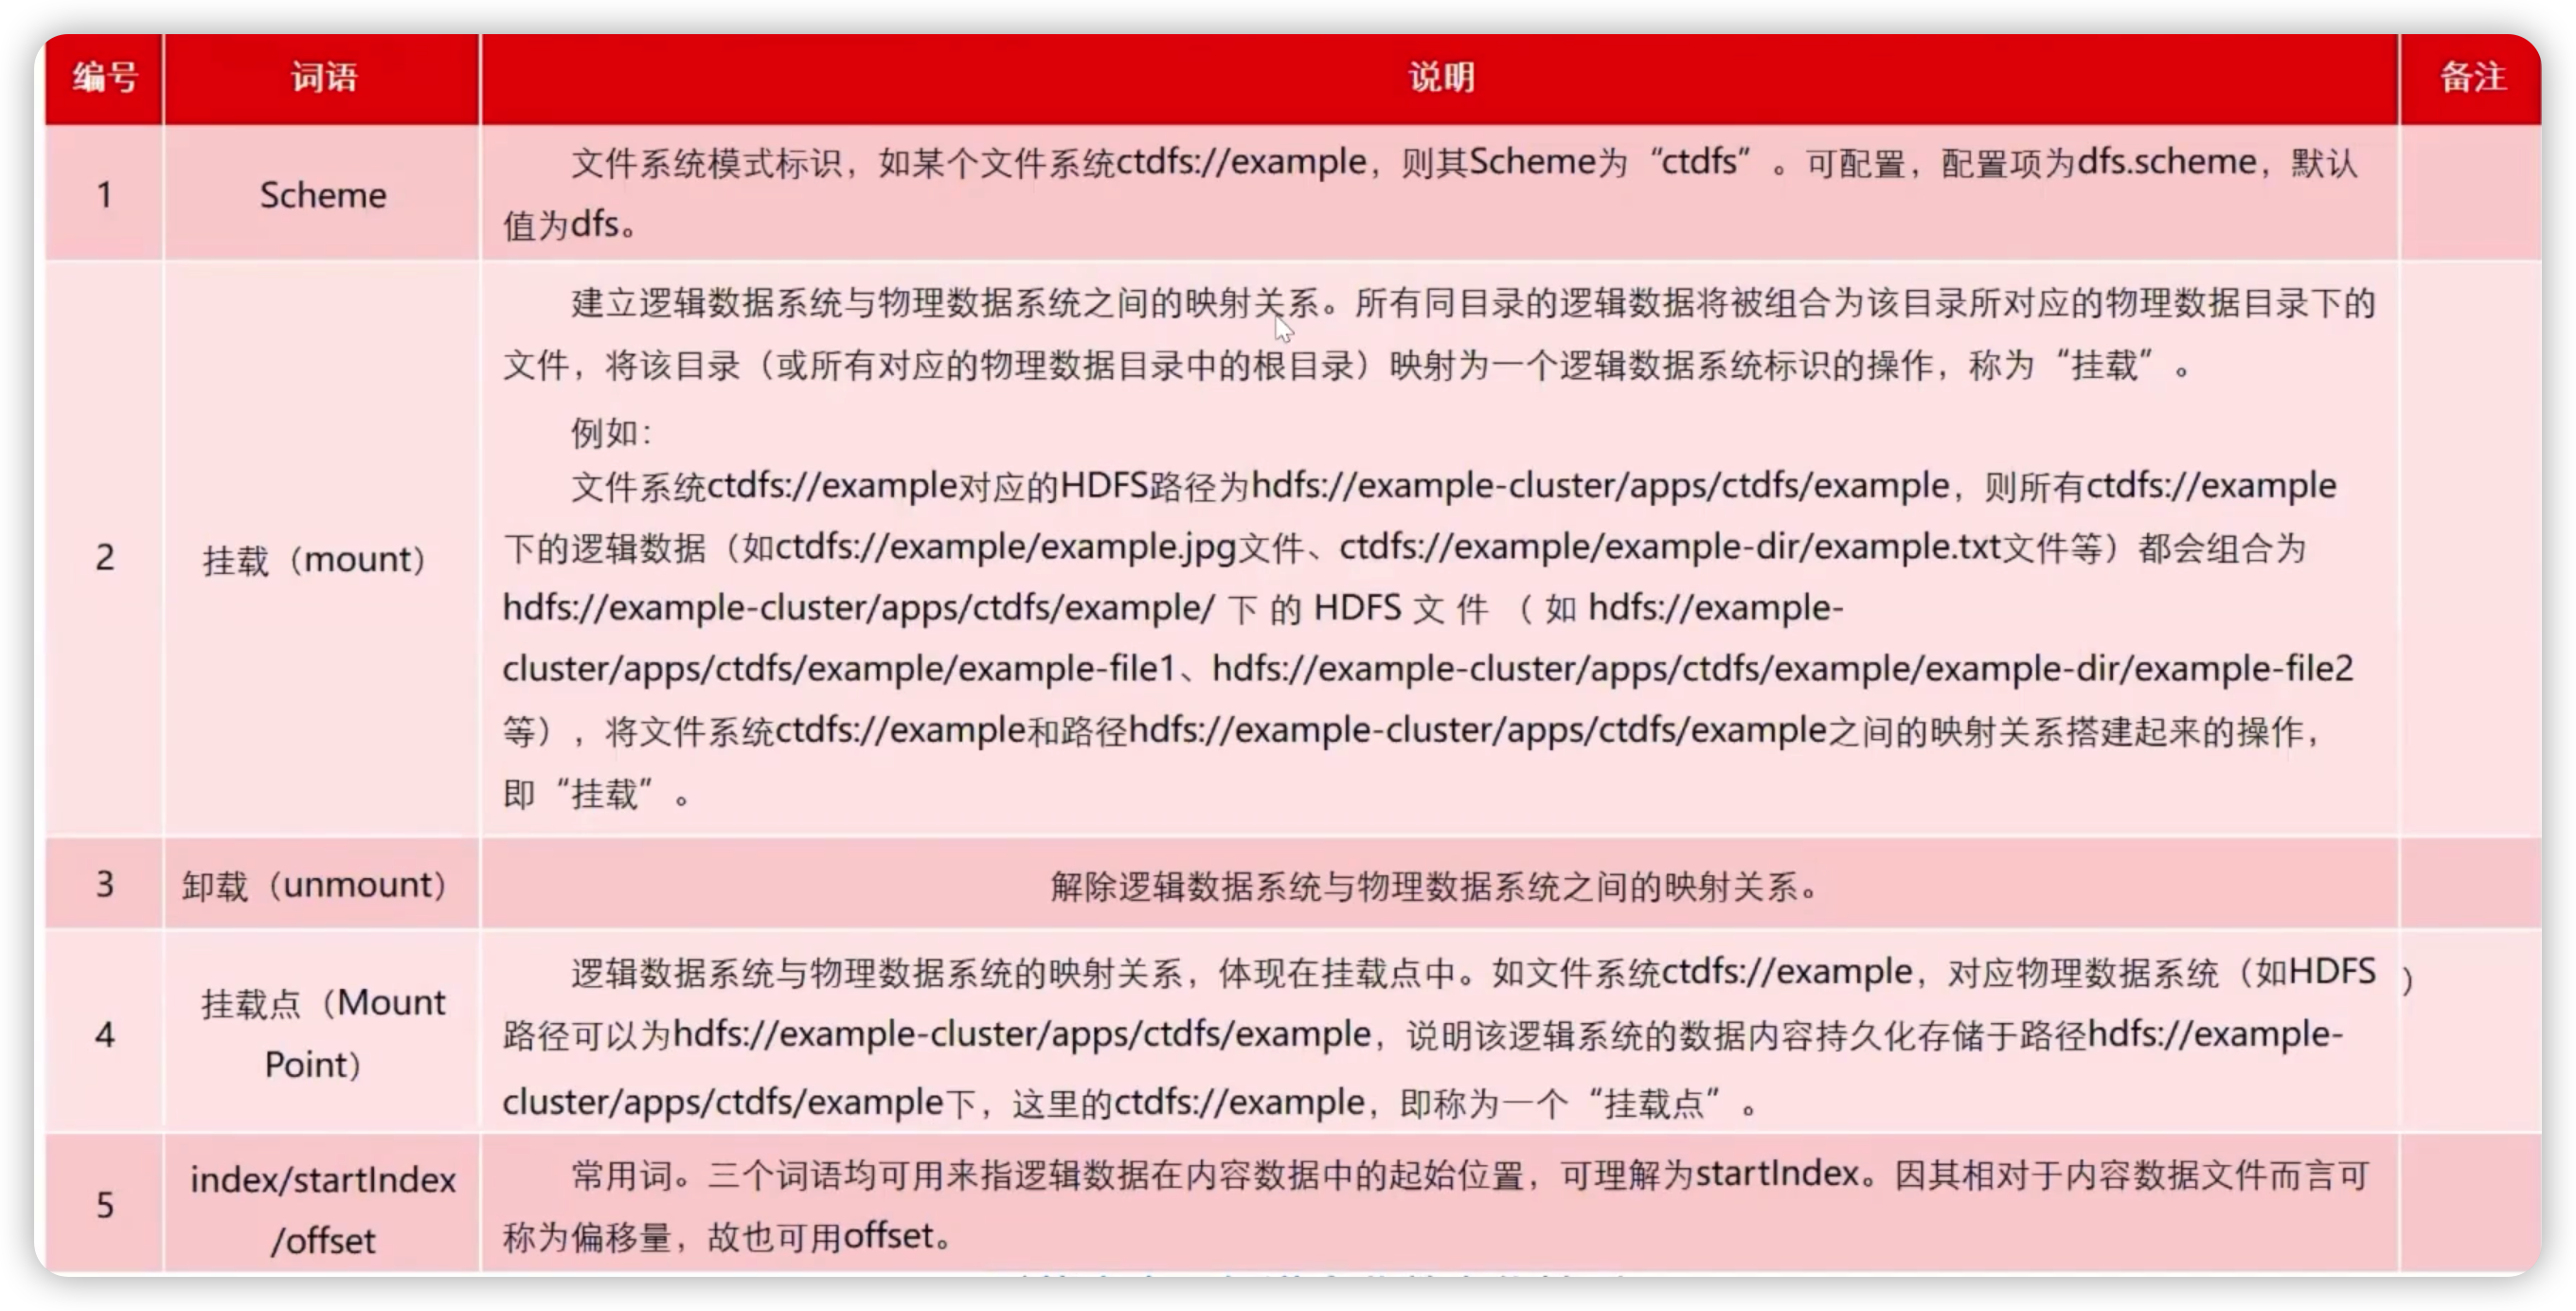 编号 词语 说明 备注
1 Scheme
文件系统模式标识，如某个文件系统ctdfs://example，则其Scheme为“ctdfs”。可配置，配置项为dfs.scheme，默认
值为dfs。
2 挂载（mount）
建立逻辑数据系统与物理数据系统之间的映射关系。所有同目录的逻辑数据将被组合为该目录所对应的物理数据目录下的
文件，将该目录（或所有对应的物理数据目录中的根目录）映射为一个逻辑数据系统标识的操作，称为“挂载”。
例如：
文件系统ctdfs://example对应的HDFS路径为hdfs://example-cluster/apps/ctdfs/example，则所有ctdfs://example
下的逻辑数据（如ctdfs://example/example.jpg文件、ctdfs://example/example-dir/example.txt文件等）都会组合为
hdfs://example-cluster/apps/ctdfs/example/ 下 的 HDFS 文 件 （ 如 hdfs://example-
cluster/apps/ctdfs/example/example-file1、hdfs://example-cluster/apps/ctdfs/example/example-dir/example-file2
等），将文件系统ctdfs://example和路径hdfs://example-cluster/apps/ctdfs/example之间的映射关系搭建起来的操作，
即“挂载”。
3 卸载（unmount） 解除逻辑数据系统与物理数据系统之间的映射关系。
4 挂载点（Mount
Point）
逻辑数据系统与物理数据系统的映射关系，体现在挂载点中。如文件系统ctdfs://example，对应物理数据系统（如HDFS ）
路径可以为hdfs://example-cluster/apps/ctdfs/example，说明该逻辑系统的数据内容持久化存储于路径hdfs://example-
cluster/apps/ctdfs/example下，这里的ctdfs://example，即称为一个“挂载点”。
5 index/startIndex
/offset
常用词。三个词语均可用来指逻辑数据在内容数据中的起始位置，可理解为startIndex。因其相对于内容数据文件而言可
称为偏移量，故也可用offset。